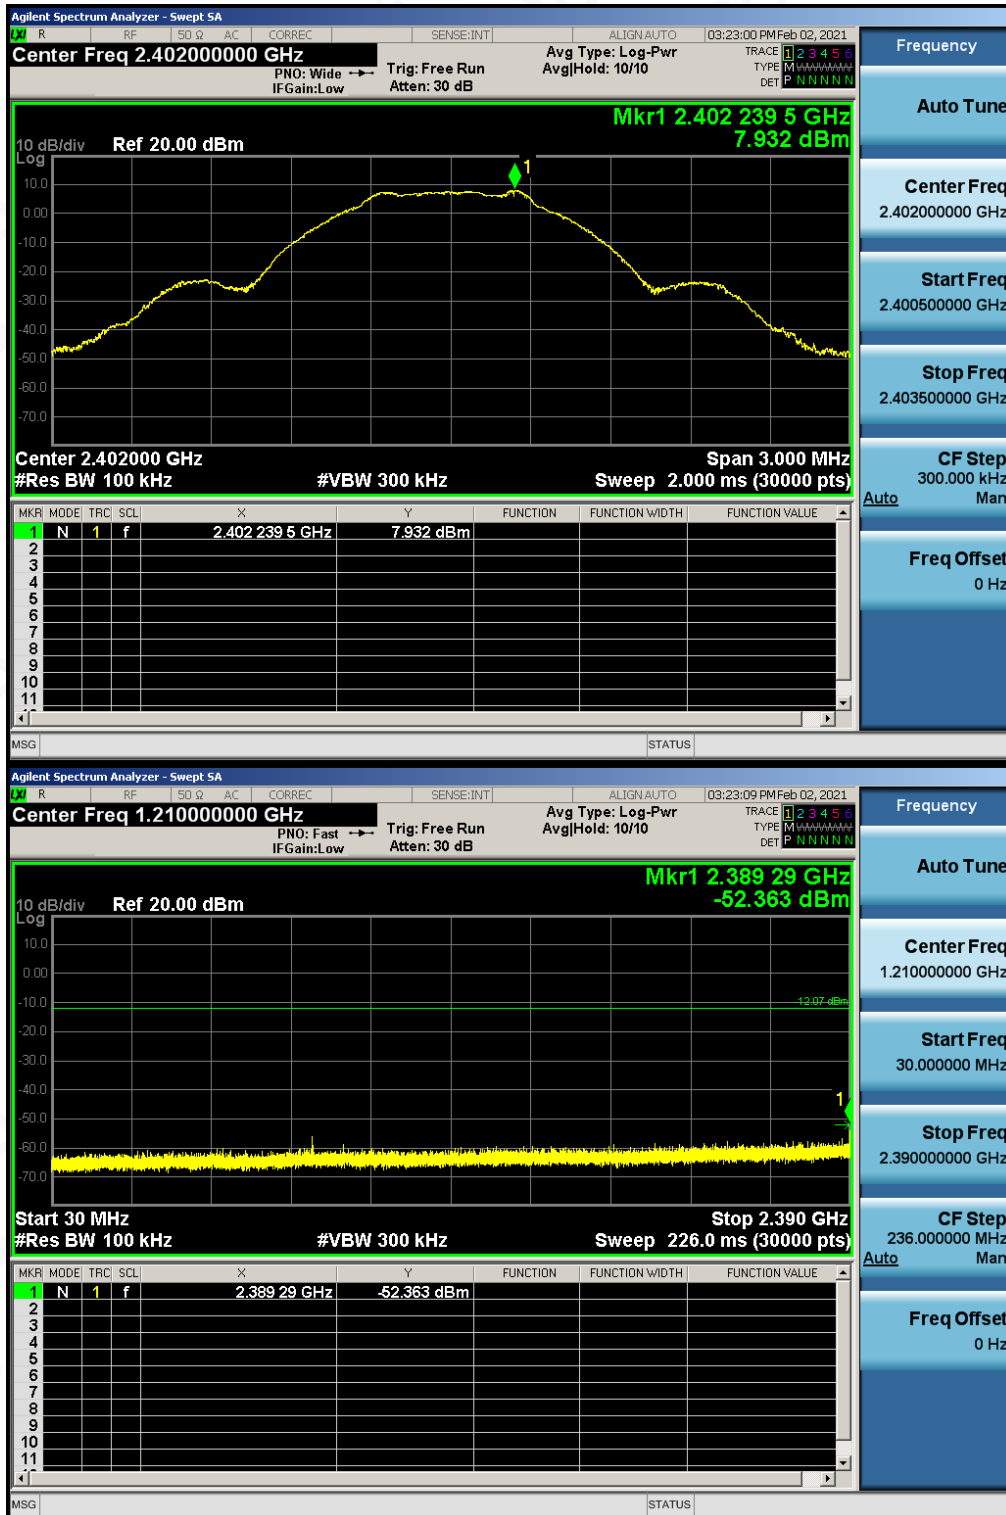 Agilent Spectrum Analyzer - Swept SA
LXI R RF 50 Ω AC CORREC SENSE:INT ALIGN AUTO 03:23:00 PM Feb 02, 2021
Center Freq 2.402000000 GHz
PNO: Wide
IFGain:Low
Trig: Free Run
Atten: 30 dB
Avg Type: Log-Pwr
Avg|Hold: 10/10
TRACE 1 2 3 4 5 6
TYPE M
DET P N N N N N
Mkr1 2.402 239 5 GHz
7.932 dBm
10 dB/div Ref 20.00 dBm
Log
10.0
0.00
-10.0
-20.0
-30.0
-40.0
-50.0
-60.0
-70.0
1
Center 2.402000 GHz Span 3.000 MHz
#Res BW 100 kHz #VBW 300 kHz Sweep 2.000 ms (30000 pts)
MKR MODE TRC SCL X Y FUNCTION FUNCTION WIDTH FUNCTION VALUE
1 N 1 f 2.402 239 5 GHz 7.932 dBm
2
3
4
5
6
7
8
9
10
11
MSG STATUS
Frequency
Auto Tune
Center Freq
2.402000000 GHz
Start Freq
2.400500000 GHz
Stop Freq
2.403500000 GHz
CF Step
300.000 kHz
Auto Man
Freq Offset
0 Hz
Agilent Spectrum Analyzer - Swept SA
LXI R RF 50 Ω AC CORREC SENSE:INT ALIGN AUTO 03:23:09 PM Feb 02, 2021
Center Freq 1.210000000 GHz
PNO: Fast
IFGain:Low
Trig: Free Run
Atten: 30 dB
Avg Type: Log-Pwr
Avg|Hold: 10/10
TRACE 1 2 3 4 5 6
TYPE M
DET P N N N N N
Mkr1 2.389 29 GHz
-52.363 dBm
10 dB/div Ref 20.00 dBm
Log
10.0
0.00
-10.0
-20.0
-30.0
-40.0
-50.0
-60.0
-70.0
-12.07 dBm
1
Start 30 MHz Stop 2.390 GHz
#Res BW 100 kHz #VBW 300 kHz Sweep 226.0 ms (30000 pts)
MKR MODE TRC SCL X Y FUNCTION FUNCTION WIDTH FUNCTION VALUE
1 N 1 f 2.389 29 GHz -52.363 dBm
2
3
4
5
6
7
8
9
10
11
MSG STATUS
Frequency
Auto Tune
Center Freq
1.210000000 GHz
Start Freq
30.000000 MHz
Stop Freq
2.390000000 GHz
CF Step
236.000000 MHz
Auto Man
Freq Offset
0 Hz